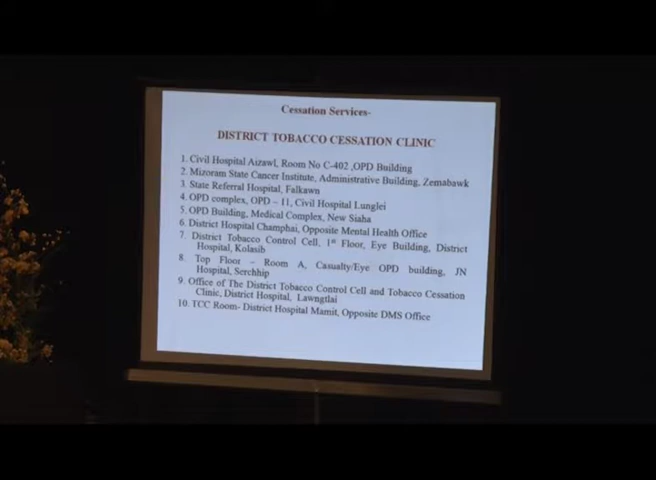 Cessation Services-
DISTRICT TOBACCO CESSATION CLINIC
1. Civil Hospital Aizawl, Room No C-402 ,OPD Building
2. Mizoram State Cancer Institute, Administrative Building, Zemabawk
3. State Referral Hospital, Falkawn
4. OPD complex, OPD – 11, Civil Hospital Lunglei
5. OPD Building, Medical Complex, New Siaha
6. District Hospital Champhai, Opposite Mental Health Office
7. District Tobacco Control Cell, 1st Floor, Eye Building, District
Hospital, Kolasib
8. Top Floor – Room A, Casualty/Eye OPD building, JN
Hospital, Serchhip
9. Office of The District Tobacco Control Cell and Tobacco Cessation
Clinic, District Hospital, Lawngtlai
10. TCC Room- District Hospital Mamit, Opposite DMS Office